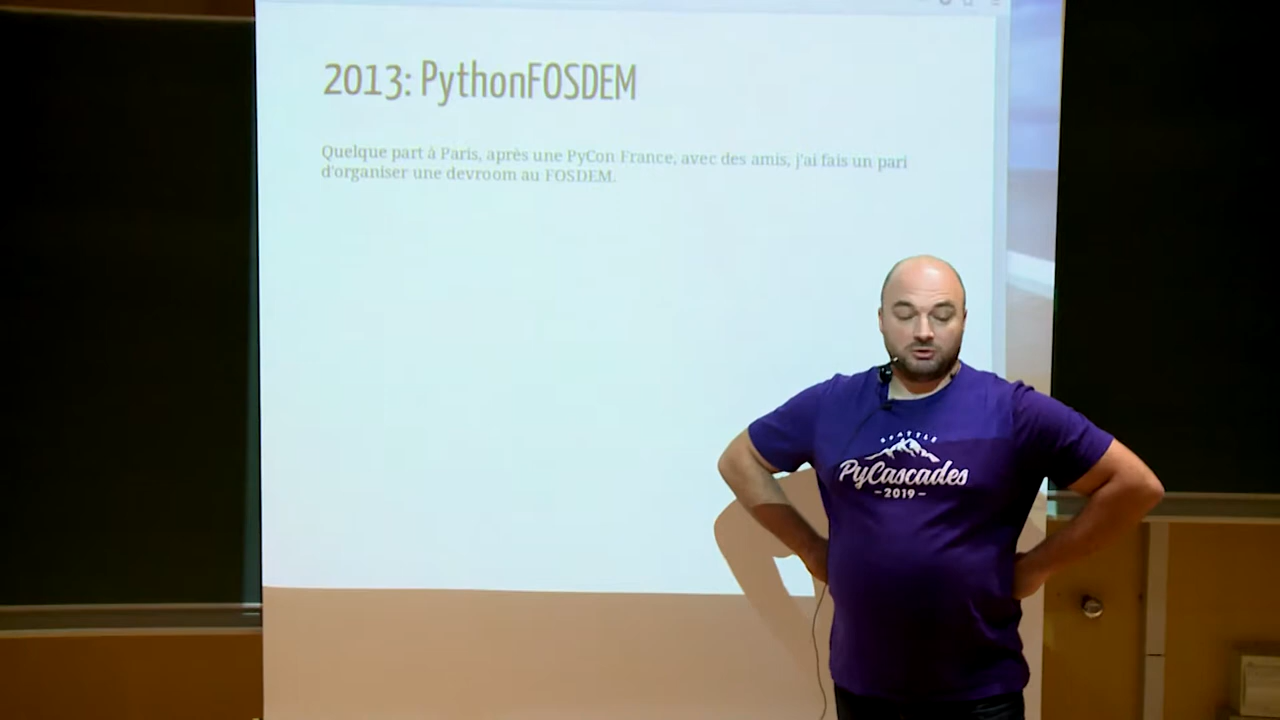 2013: PythonFOSDEM
Quelque part à Paris, après une PyCon France, avec des amis, j'ai fais un pari
d'organiser une devroom au FOSDEM.
SEATTLE
PyCascades
- 2019 -